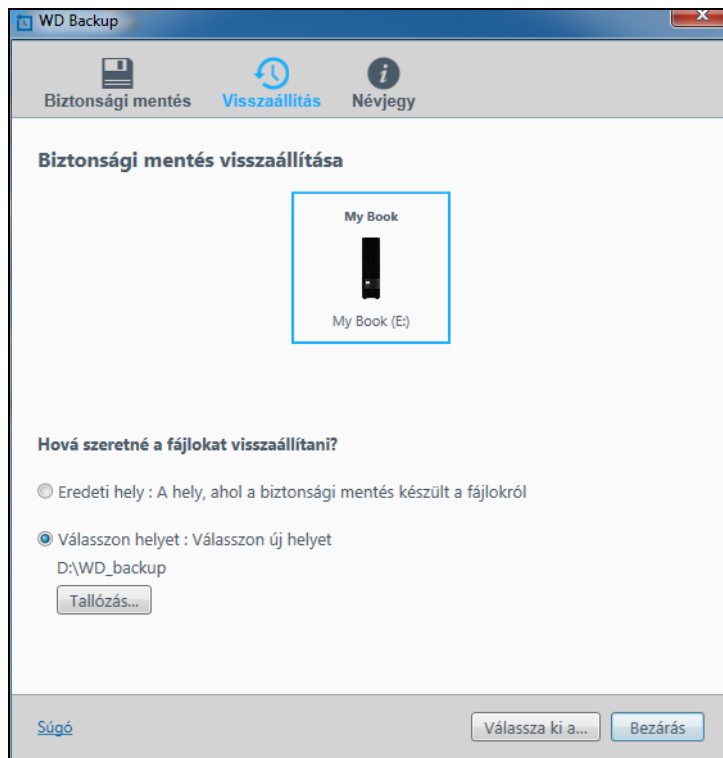 WD Backup
Biztonsági mentés
Visszaállítás
Névjegy
Biztonsági mentés visszaállítása
My Book
My Book (E:)
Hová szeretné a fájlokat visszaállítani?
Eredeti hely : A hely, ahol a biztonsági mentés készült a fájlokról
Válasszon helyet : Válasszon új helyet
D:\WD_backup
Tallózás...
Súgó
Válassza ki a...
Bezárás